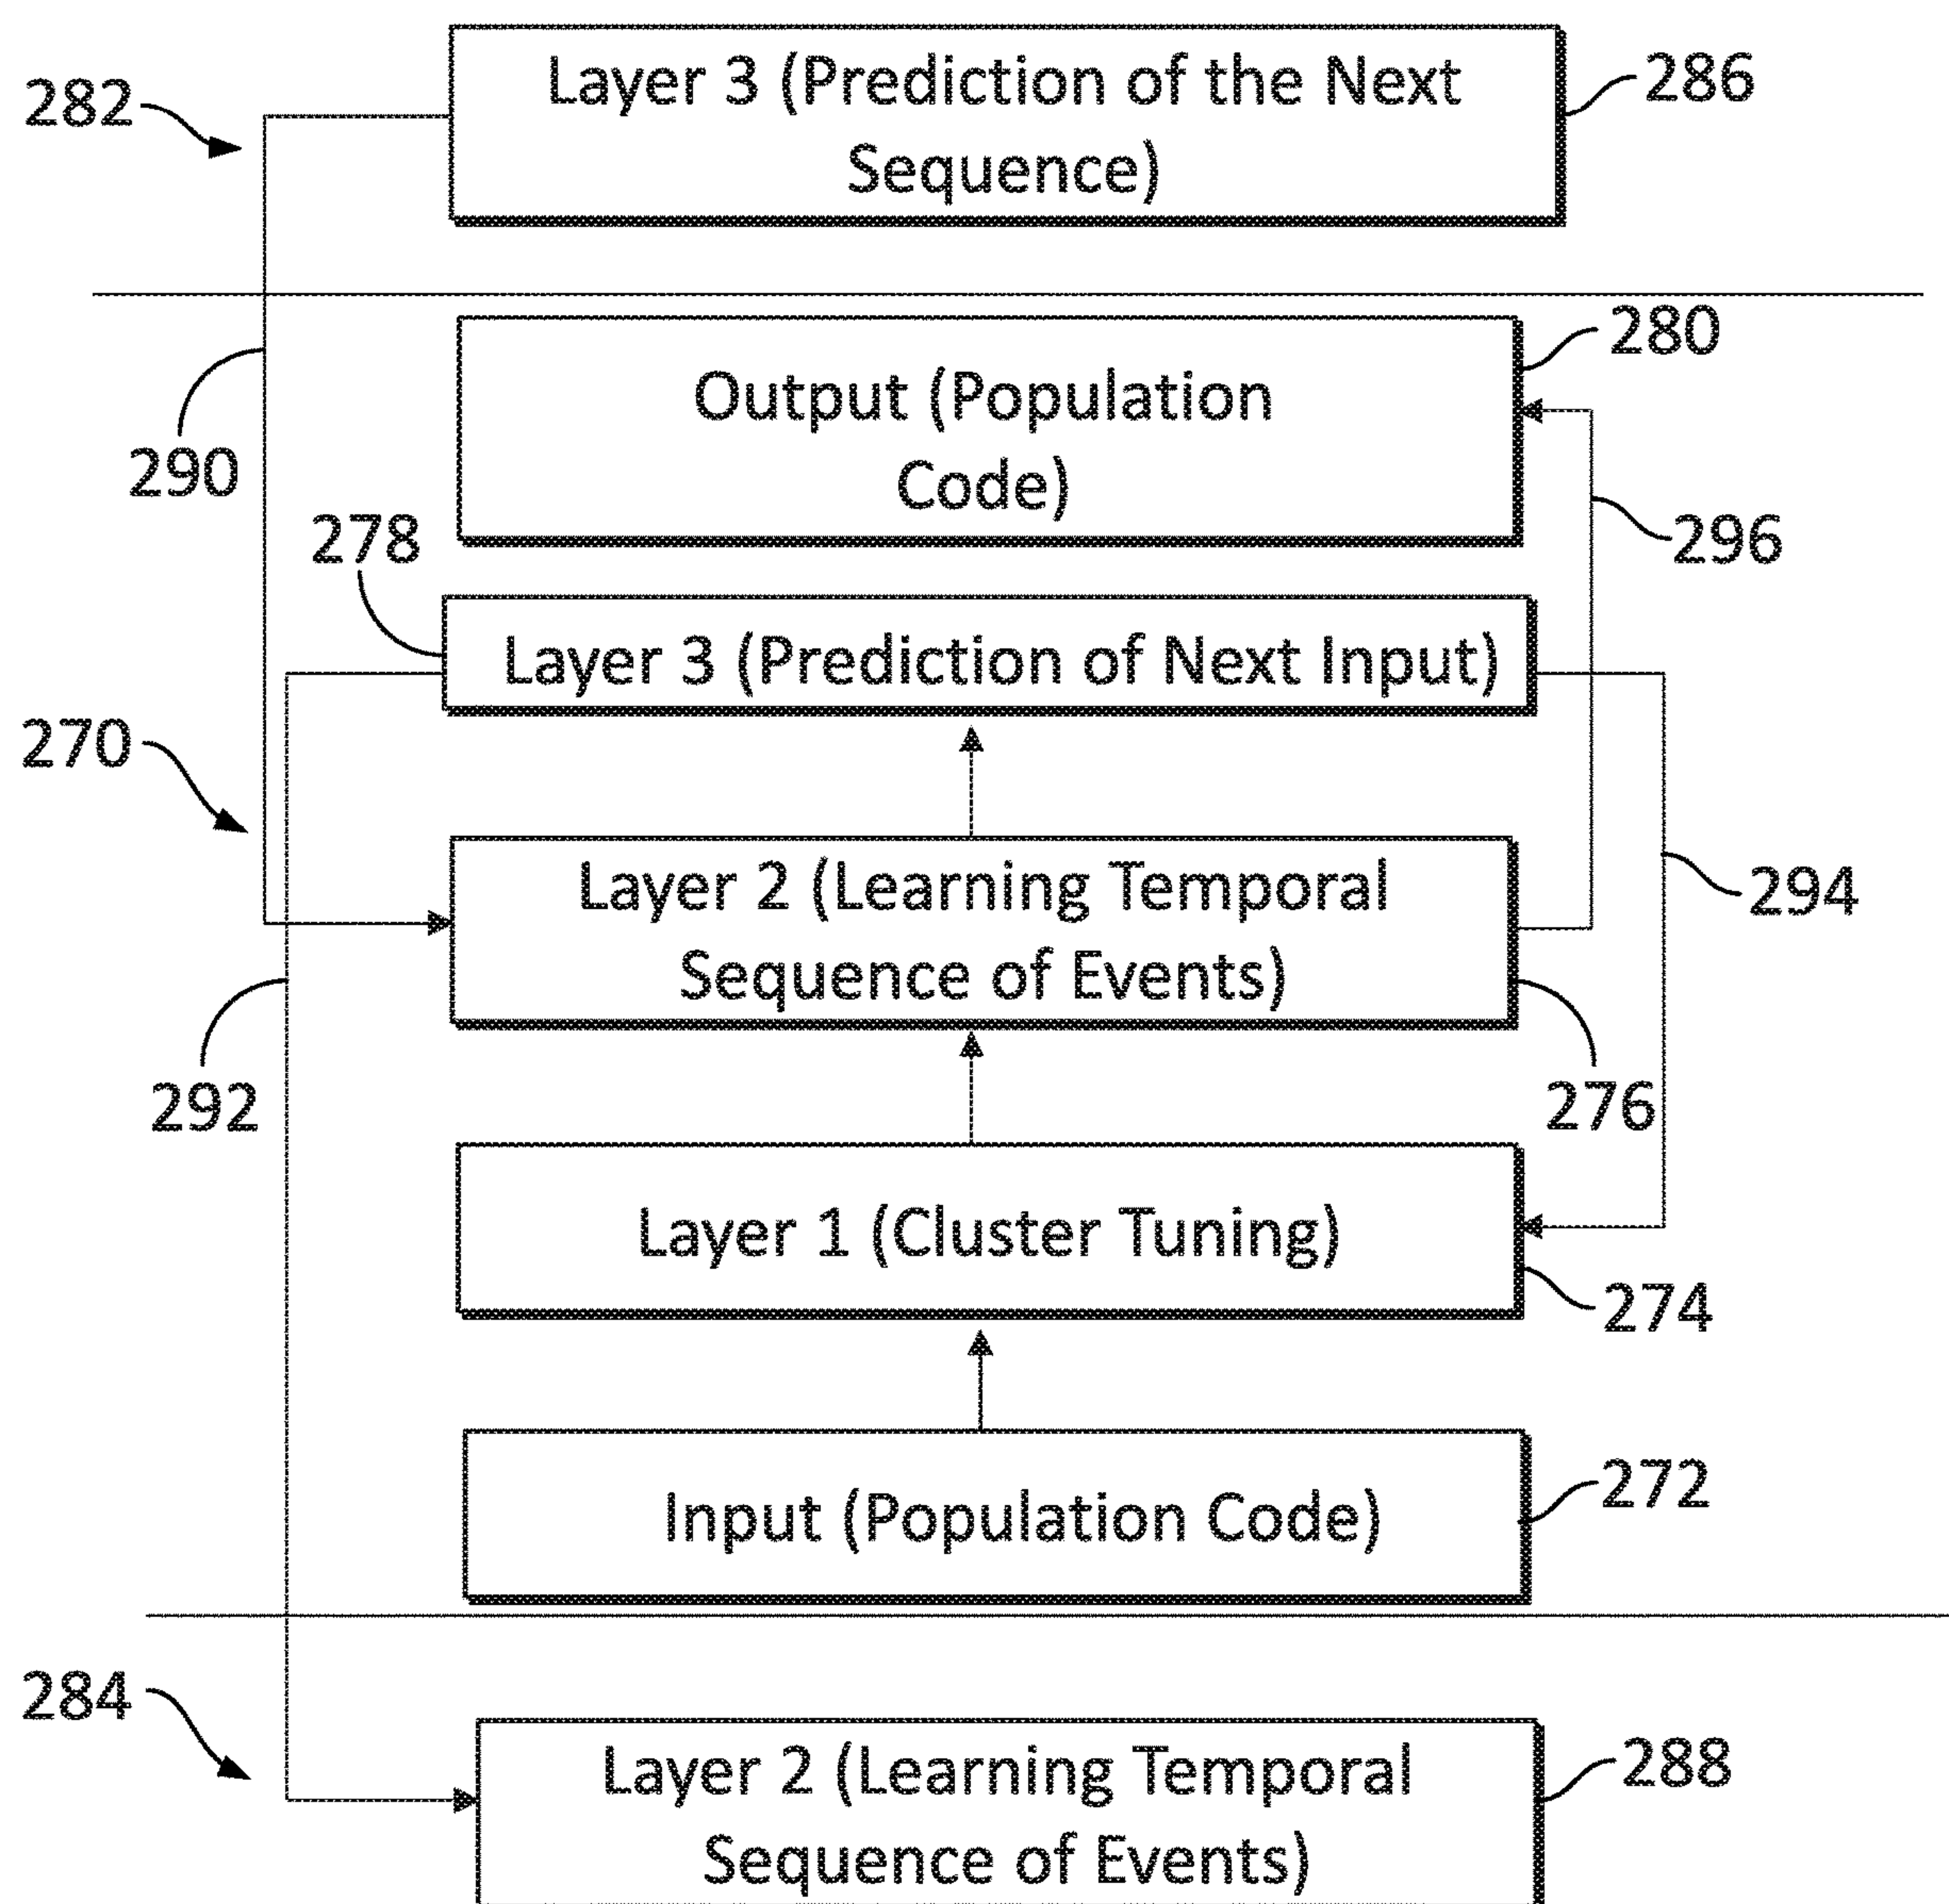 282
Layer 3 (Prediction of the Next
Sequence)
286
280
Output (Population
Code)
290
278
296
Layer 3 (Prediction of Next Input)
270
Layer 2 (Learning Temporal
Sequence of Events)
294
292
276
Layer 1 (Cluster Tuning)
274
Input (Population Code)
272
284
Layer 2 (Learning Temporal
Sequence of Events)
288